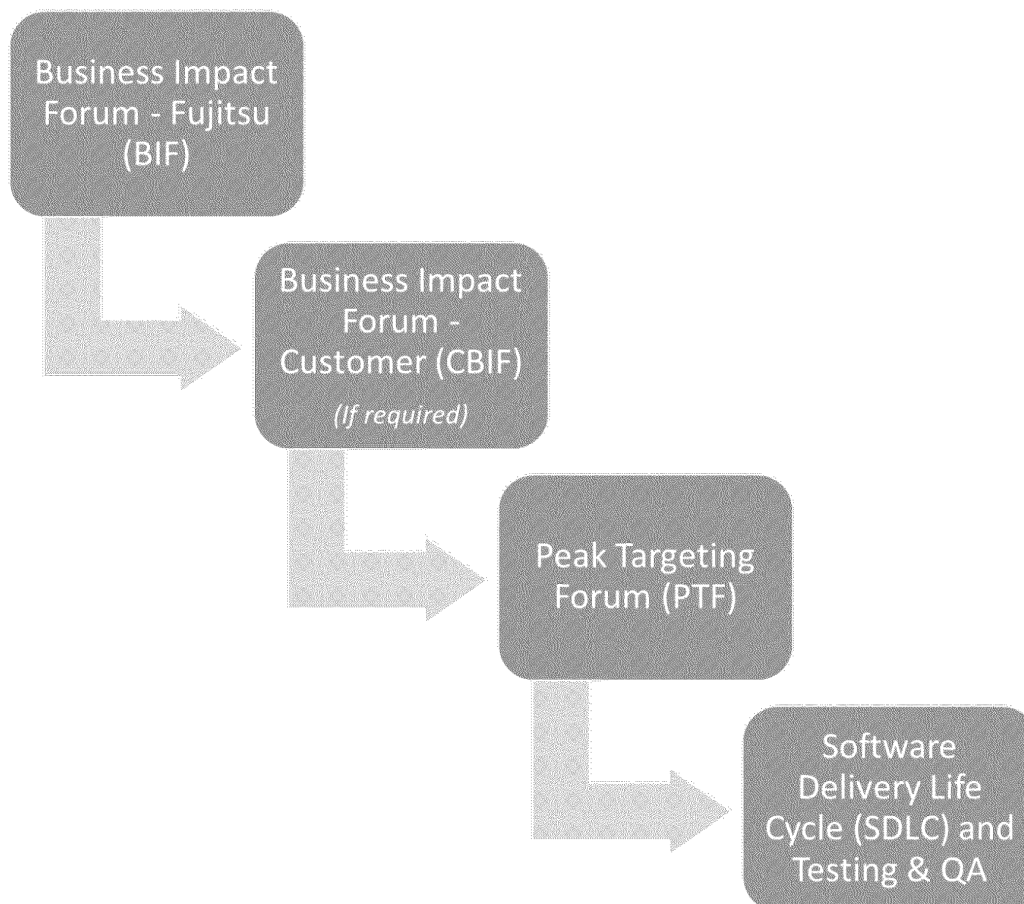 Business Impact
Forum - Fujitsu
(BIF)
Business Impact
Forum -
Customer (CBIF)
(If required)
Peak Targeting
Forum (PTF)
Software
Delivery Life
Cycle (SDLC) and
Testing & QA